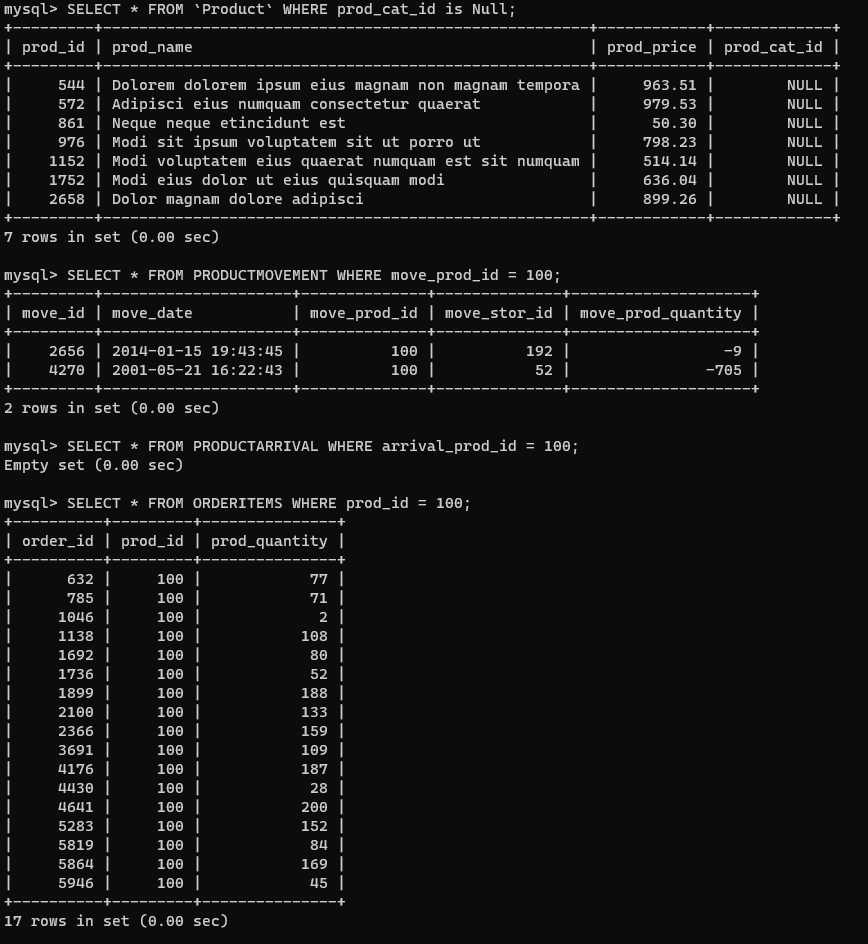 mysql> SELECT * FROM `Product` WHERE prod_cat_id is Null;
+---------+------------------------------------------------------+------------+-------------+
| prod_id | prod_name                                            | prod_price | prod_cat_id |
+---------+------------------------------------------------------+------------+-------------+
|     544 | Dolorem dolorem ipsum eius magnam non magnam tempora |     963.51 |        NULL |
|     572 | Adipisci eius numquam consectetur quaerat            |     979.53 |        NULL |
|     861 | Neque neque etincidunt est                           |      50.30 |        NULL |
|     976 | Modi sit ipsum voluptatem sit ut porro ut            |     798.23 |        NULL |
|    1152 | Modi voluptatem eius quaerat numquam est sit numquam |     514.14 |        NULL |
|    1752 | Modi eius dolor ut eius quisquam modi                |     636.04 |        NULL |
|    2658 | Dolor magnam dolore adipisci                         |     899.26 |        NULL |
+---------+------------------------------------------------------+------------+-------------+
7 rows in set (0.00 sec)

mysql> SELECT * FROM PRODUCTMOVEMENT WHERE move_prod_id = 100;
+---------+---------------------+--------------+--------------+--------------------+
| move_id | move_date           | move_prod_id | move_stor_id | move_prod_quantity |
+---------+---------------------+--------------+--------------+--------------------+
|    2656 | 2014-01-15 19:43:45 |          100 |          192 |                 -9 |
|    4270 | 2001-05-21 16:22:43 |          100 |           52 |               -705 |
+---------+---------------------+--------------+--------------+--------------------+
2 rows in set (0.00 sec)

mysql> SELECT * FROM PRODUCTARRIVAL WHERE arrival_prod_id = 100;
Empty set (0.00 sec)

mysql> SELECT * FROM ORDERITEMS WHERE prod_id = 100;
+----------+---------+---------------+
| order_id | prod_id | prod_quantity |
+----------+---------+---------------+
|      632 |     100 |            77 |
|      785 |     100 |            71 |
|     1046 |     100 |             2 |
|     1138 |     100 |           108 |
|     1692 |     100 |            80 |
|     1736 |     100 |            52 |
|     1899 |     100 |           188 |
|     2100 |     100 |           133 |
|     2366 |     100 |           159 |
|     3691 |     100 |           109 |
|     4176 |     100 |           187 |
|     4430 |     100 |            28 |
|     4641 |     100 |           200 |
|     5283 |     100 |           152 |
|     5819 |     100 |            84 |
|     5864 |     100 |           169 |
|     5946 |     100 |            45 |
+----------+---------+---------------+
17 rows in set (0.00 sec)